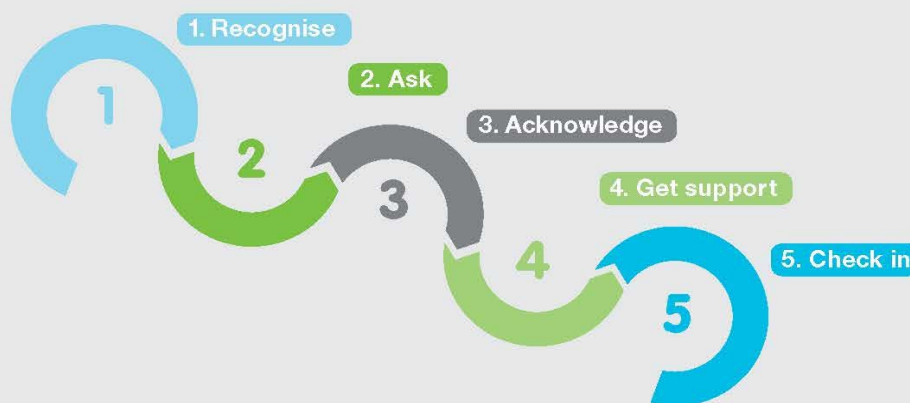 1. Recognise
1
2. Ask
2
3. Acknowledge
3
4. Get support
4
5. Check in
5